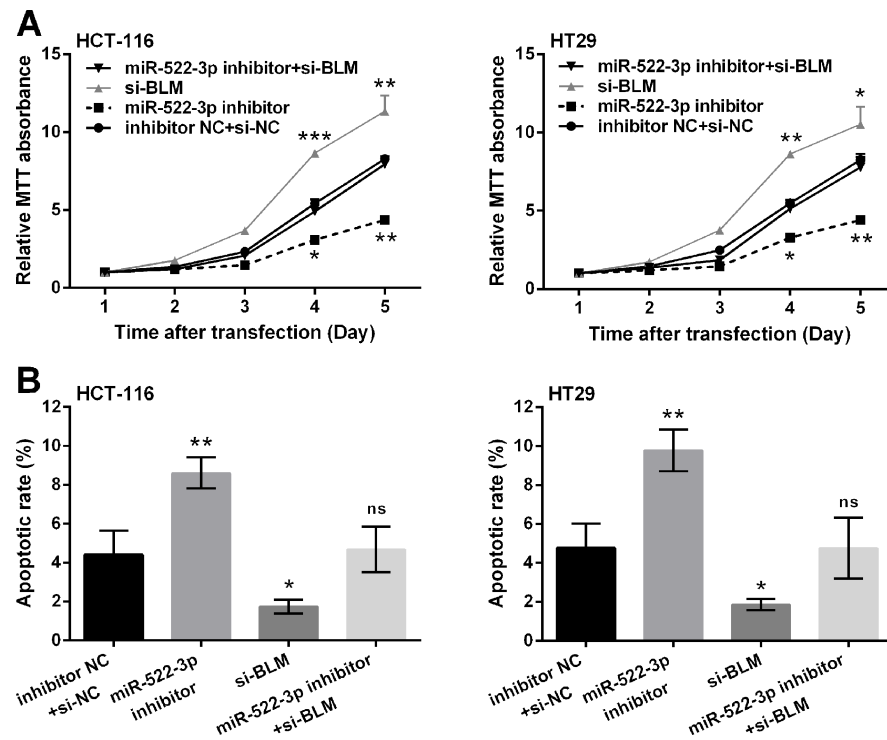 A
HCT-116
Relative MTT absorbance
15
10
5
0
miR-522-3p inhibitor+si-BLM
si-BLM
miR-522-3p inhibitor
inhibitor NC+si-NC
***
**
*
**
1 2 3 4 5
Time after transfection (Day)
HT29
Relative MTT absorbance
15
10
5
0
miR-522-3p inhibitor+si-BLM
si-BLM
miR-522-3p inhibitor
inhibitor NC+si-NC
**
*
*
**
1 2 3 4 5
Time after transfection (Day)
B
HCT-116
Apoptotic rate (%)
12
10
8
6
4
2
0
**
*
ns
inhibitor NC
+si-NC
miR-522-3p
inhibitor
si-BLM
miR-522-3p inhibitor
+si-BLM
HT29
Apoptotic rate (%)
12
10
8
6
4
2
0
**
*
ns
inhibitor NC
+si-NC
miR-522-3p
inhibitor
si-BLM
miR-522-3p inhibitor
+si-BLM